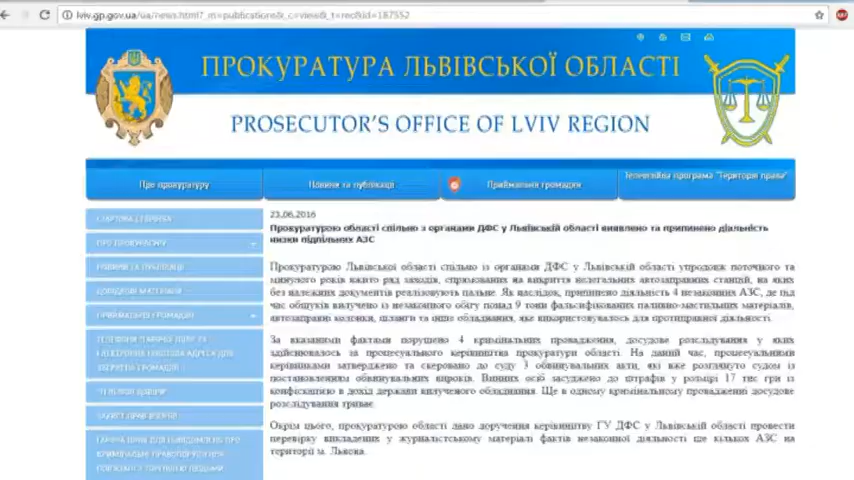 lviv.gp.gov.ua/ua/news.html?_m=publications&_c=view&_t=rec&id=187552
ПРОКУРАТУРА ЛЬВІВСЬКОЇ ОБЛАСТІ
PROSECUTOR'S OFFICE OF LVIV REGION
Про прокуратуру
Новини та публікації
Приймальня громадян
Телевізійна програма "Територія права"
СТОРОВА СТОРІНКА
ПРО ПРОКУРАТУРУ
НОВИНИ ТА ПУБЛІКАЦІЇ
ДОВІДКОВІ МАТЕРІАЛИ
ПРИЙМАЛЬНЯ ГРОМАДЯН
23.06.2016
Прокуратурою області спільно з органами ДФС у Львівській області виявлено та припинено діяльність
низки підпільних АЗС
Прокуратурою Львівської області спільно із органами ДФС у Львівській області упродовж поточного та
минулого років вжито ряд заходів, спрямованих на викриття нелегальних автозаправних станцій, на яких
без належних документів реалізовують пальне. Як наслідок, припинено діяльність 4 незаконних АЗС, де під
час обшуків вилучено із незаконного обігу понад 9 тонн фальсифікованих паливно-мастильних матеріалів,
автозаправні колонки, шланги та інше обладнання, яке використовувалось для протиправної діяльності.
За вказаними фактами порушено 4 кримінальних провадження, досудове розслідування у яких
здійснювалось за процесуального керівництва прокуратури області. На даний час, процесуальними
керівниками затверджено та скеровано до суду 3 обвинувальні акти, які вже розглянуто судом із
постановленням обвинувальних вироків. Винних осіб засуджено до штрафів у розмірі 17 тис грн із
конфіскацією в дохід держави вилученого обладнання. Ще в одному кримінальному провадженні досудове
розслідування триває.
Окрім цього, прокуратурою області дано доручення керівництву ГУ ДФС у Львівській області провести
перевірку викладених у журналістському матеріалі фактів незаконної діяльності ще кількох АЗС на
території м. Львова.